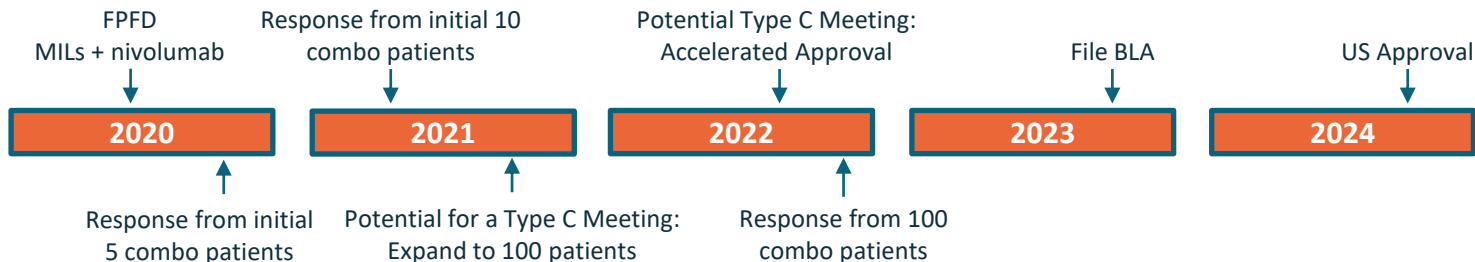 FPFD
MILs + nivolumab
Response from initial 10
combo patients
Potential Type C Meeting:
Accelerated Approval
File BLA
US Approval
2020
2021
2022
2023
2024
Response from initial
5 combo patients
Potential for a Type C Meeting:
Expand to 100 patients
Response from 100
combo patients